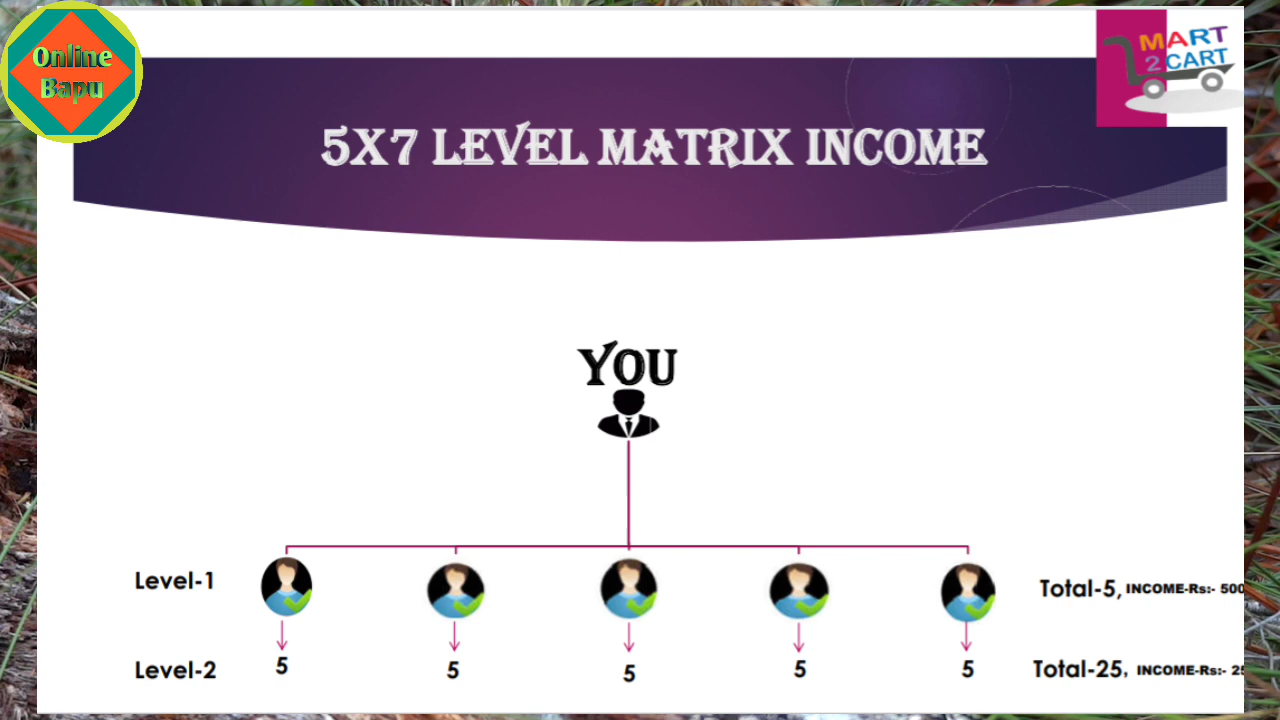 Online
Bapu
MART
2 CART
5X7 LEVEL MATRIX INCOME
YOU
Level-1
Total-5, INCOME-Rs:- 500
Level-2 5 5 5 5 5 Total-25, INCOME-Rs:- 25